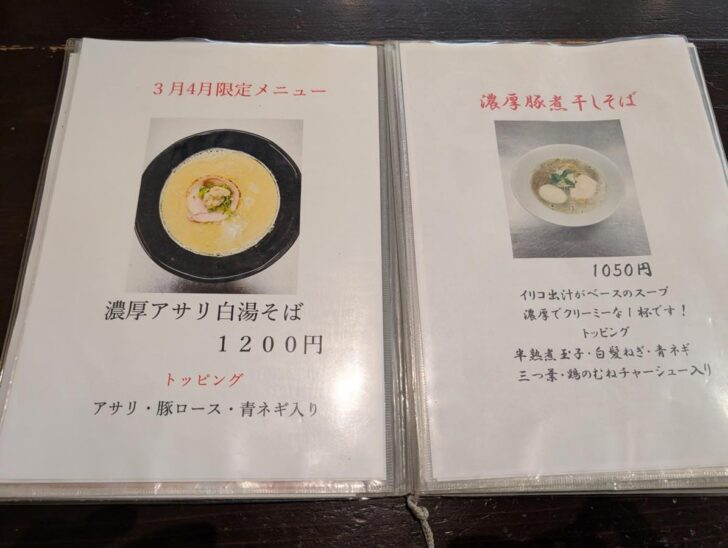 3月4月限定メニュー
濃厚アサリ白湯そば
1200円
トッピング
アサリ・豚ロース・青ネギ入り
濃厚豚煮干しそば
1050円
イリコ出汁がベースのスープ
濃厚でクリーミーな1杯です!
トッピング
半熟煮玉子・白髪ねぎ・青ネギ
三つ葉・鶏のむねチャーシュー入り